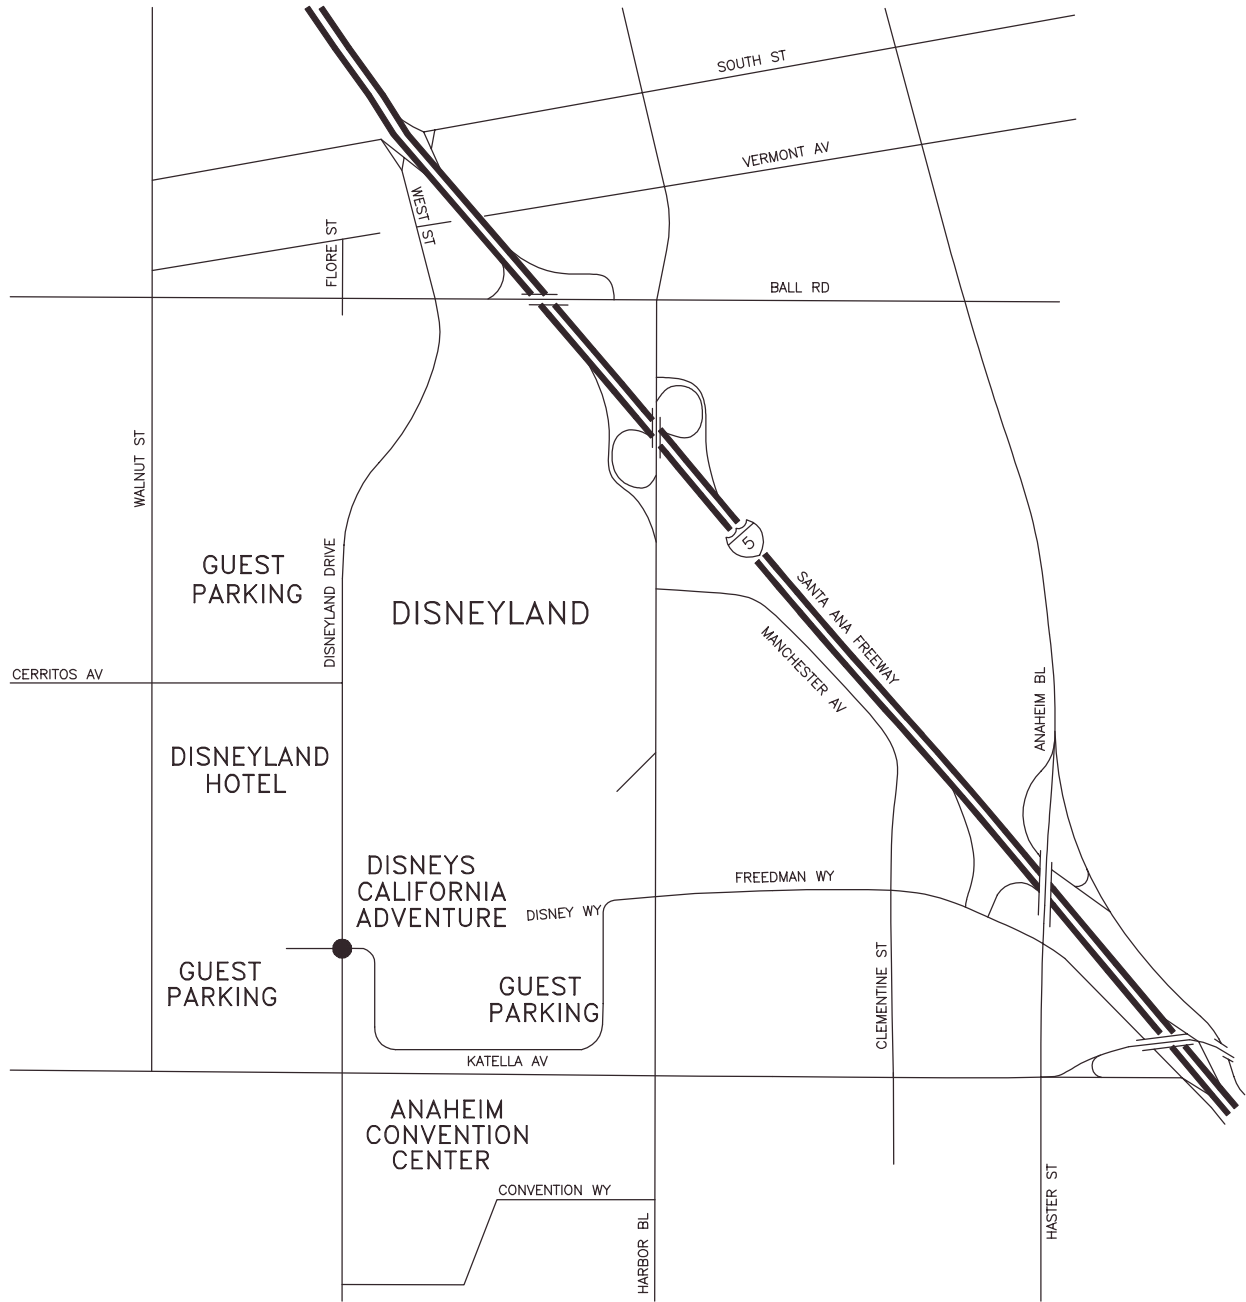 SOUTH ST
VERMONT AV
WEST ST
FLORE ST
BALL RD
WALNUT ST
5
GUEST
PARKING
DISNEYLAND DRIVE
DISNEYLAND
SANTA ANA FREEWAY
MANCHESTER AV
CERRITOS AV
ANAHEIM BL
DISNEYLAND
HOTEL
DISNEYS
CALIFORNIA
ADVENTURE
DISNEY WY
FREEDMAN WY
GUEST
PARKING
GUEST
PARKING
CLEMENTINE ST
KATELLA AV
ANAHEIM
CONVENTION
CENTER
CONVENTION WY
HARBOR BL
HASTER ST